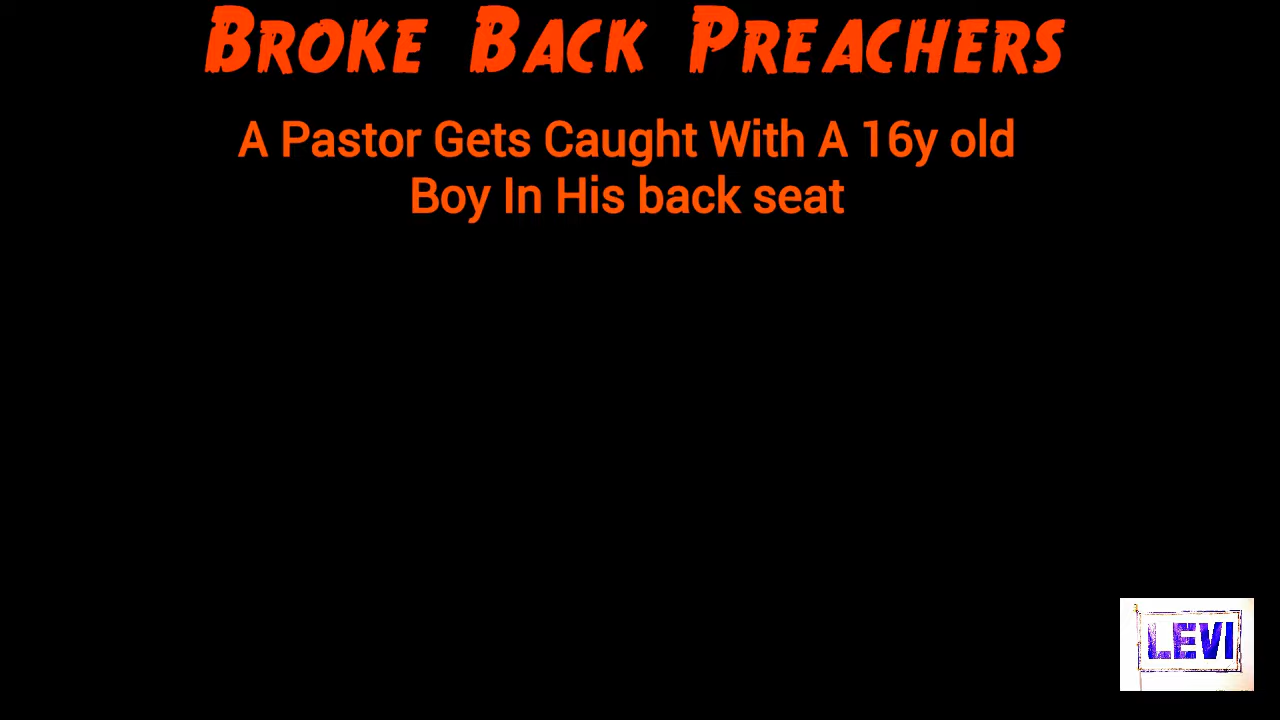 Broke Back Preachers
A Pastor Gets Caught With A 16y old
Boy In His back seat
LEVI